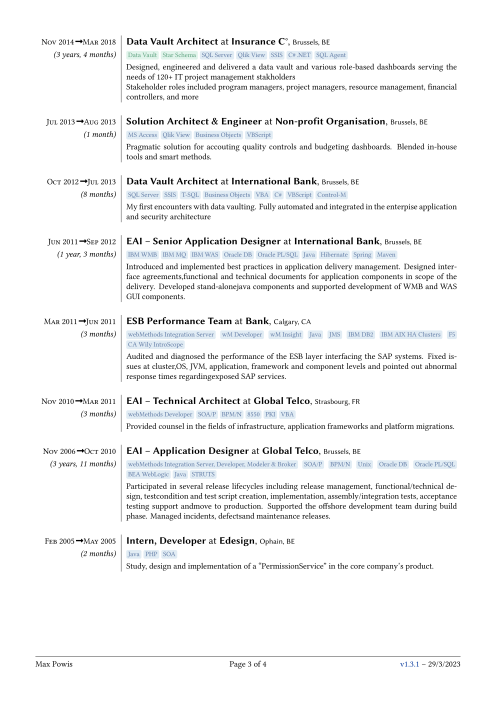 Nov 2014→Mar 2018 Data Vault Architect at Insurance C°, Brussels, BE
(3 years, 4 months) Data Vault Star Schema SQL Server Qlik View SSIS C# .NET SQL Agent
Designed, engineered and delivered a data vault and various role-based dashboards serving the
needs of 120+ IT project management stakholders
Stakeholder roles included program managers, project managers, resource management, financial
controllers, and more
Jul 2013→Aug 2013 Solution Architect & Engineer at Non-profit Organisation, Brussels, BE
(1 month) MS Access Qlik View Business Objects VBScript
Pragmatic solution for accouting quality controls and budgeting dashboards. Blended in-house
tools and smart methods.
Oct 2012→Jul 2013 Data Vault Architect at International Bank, Brussels, BE
(8 months) SQL Server SSIS T-SQL Business Objects VBA C# VBScript Control-M
My first encounters with data vaulting. Fully automated and integrated in the enterpise application
and security architecture
Jun 2011→Sep 2012 EAI – Senior Application Designer at International Bank, Brussels, BE
(1 year, 3 months) IBM WMB IBM MQ IBM WAS Oracle DB Oracle PL/SQL Java Hibernate Spring Maven
Introduced and implemented best practices in application delivery management. Designed inter-
face agreements,functional and technical documents for application components in scope of the
delivery. Developed stand-alonejava components and supported development of WMB and WAS
GUI components.
Mar 2011→Jun 2011 ESB Performance Team at Bank, Calgary, CA
(3 months) webMethods Integration Server wM Developer wM Insight Java JMS IBM DB2 IBM AIX HA Clusters F5
CA Wily IntroScope
Audited and diagnosed the performance of the ESB layer interfacing the SAP systems. Fixed is-
sues at cluster,OS, JVM, application, framework and component levels and pointed out abnormal
response times regardingexposed SAP services.
Nov 2010→Mar 2011 EAI – Technical Architect at Global Telco, Strasbourg, FR
(3 months) webMethods Developer SOA/P BPM/N 8536 PKI VBA
Provided counsel in the fields of infrastructure, application frameworks and platform migrations.
Nov 2006→Oct 2010 EAI – Application Designer at Global Telco, Brussels, BE
(3 years, 11 months) webMethods Integration Server, Developer, Modeler & Broker SOA/P BPM/N Unix Oracle DB Oracle PL/SQL
BEA WebLogic Java STRUTS
Participated in several release lifecycles including release management, functional/technical de-
sign, testcondition and test script creation, implementation, assembly/integration tests, acceptance
testing support andmove to production. Supported the offshore development team during build
phase. Managed incidents, defectsand maintenance releases.
Feb 2005→May 2005 Intern, Developer at Edesign, Ophain, BE
(2 months) Java PHP SOA
Study, design and implementation of a "PermissionService" in the core company's product.
Max Powis Page 3 of 4 v1.3.1 – 29/3/2023